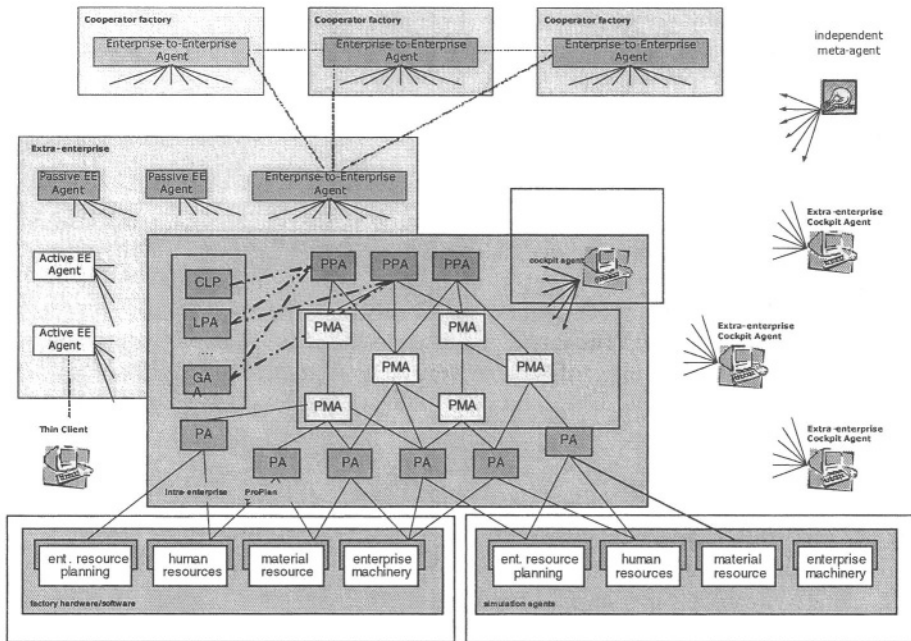 Cooperator factory
Enterprise-to-Enterprise
Agent
Cooperator factory
Enterprise-to-Enterprise
Agent
Cooperator factory
Enterprise-to-Enterprise
Agent
independent
meta-agent
Extra-enterprise
Passive EE
Agent
Passive EE
Agent
Enterprise-to-Enterprise
Agent
Extra-enterprise
Cockpit Agent
Active EE
Agent
CLP
PPA
PPA
PPA
cockpit agent
LPA
PMA
PMA
Active EE
Agent
...
GA
A
PMA
PMA
Extra-enterprise
Cockpit Agent
PMA
PMA
Thin Client
PA
PA
PA
PA
PA
PA
Extra-enterprise
Cockpit Agent
Intra-enterprise
ProPlan
ent. resource
planning
human
resources
material
resource
enterprise
machinery
factory hardware/software
ent. resource
planning
human
resources
material
resource
enterprise
machinery
simulation agents